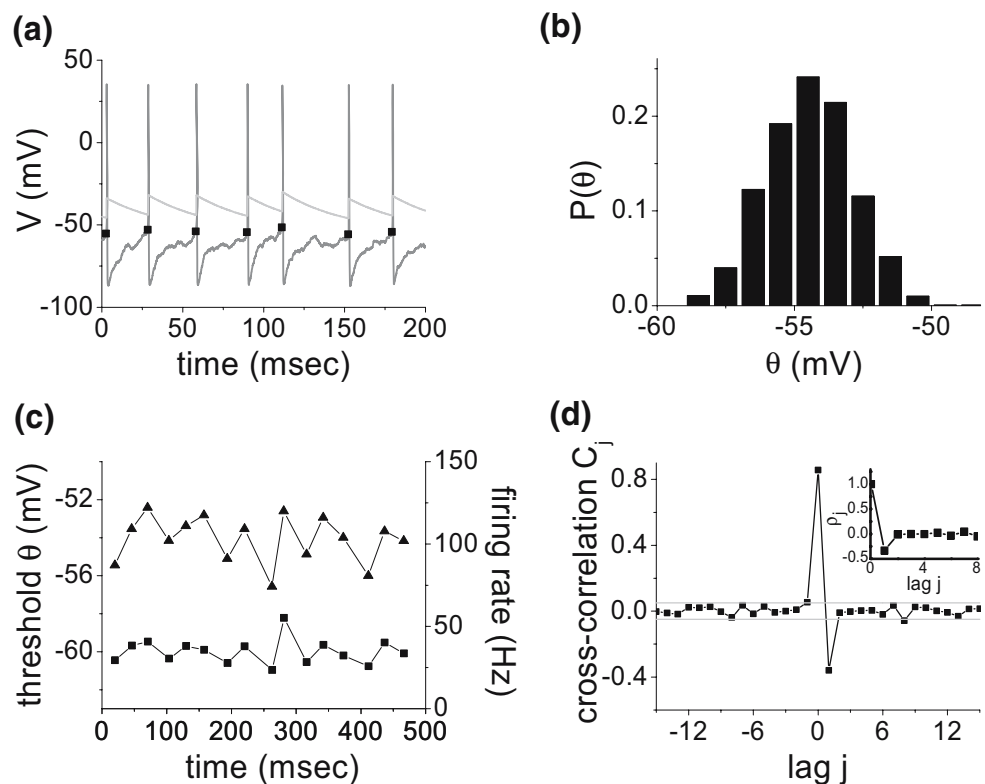 (a)
V (mV)
50
0
-50
-100
0 50 100 150 200
time (msec)
(b)
P(θ)
0.2
0.1
0.0
-60 -55 -50
θ (mV)
(c)
threshold θ (mV)
-52
-56
-60
150
100
50
0
firing rate (Hz)
0 100 200 300 400 500
time (msec)
(d)
cross-correlation Cj
0.8
0.4
0.0
-0.4
-12 -6 0 6 12
lag j
ρj
1.0
0.5
0.0
-0.5
0 4 8
lag j